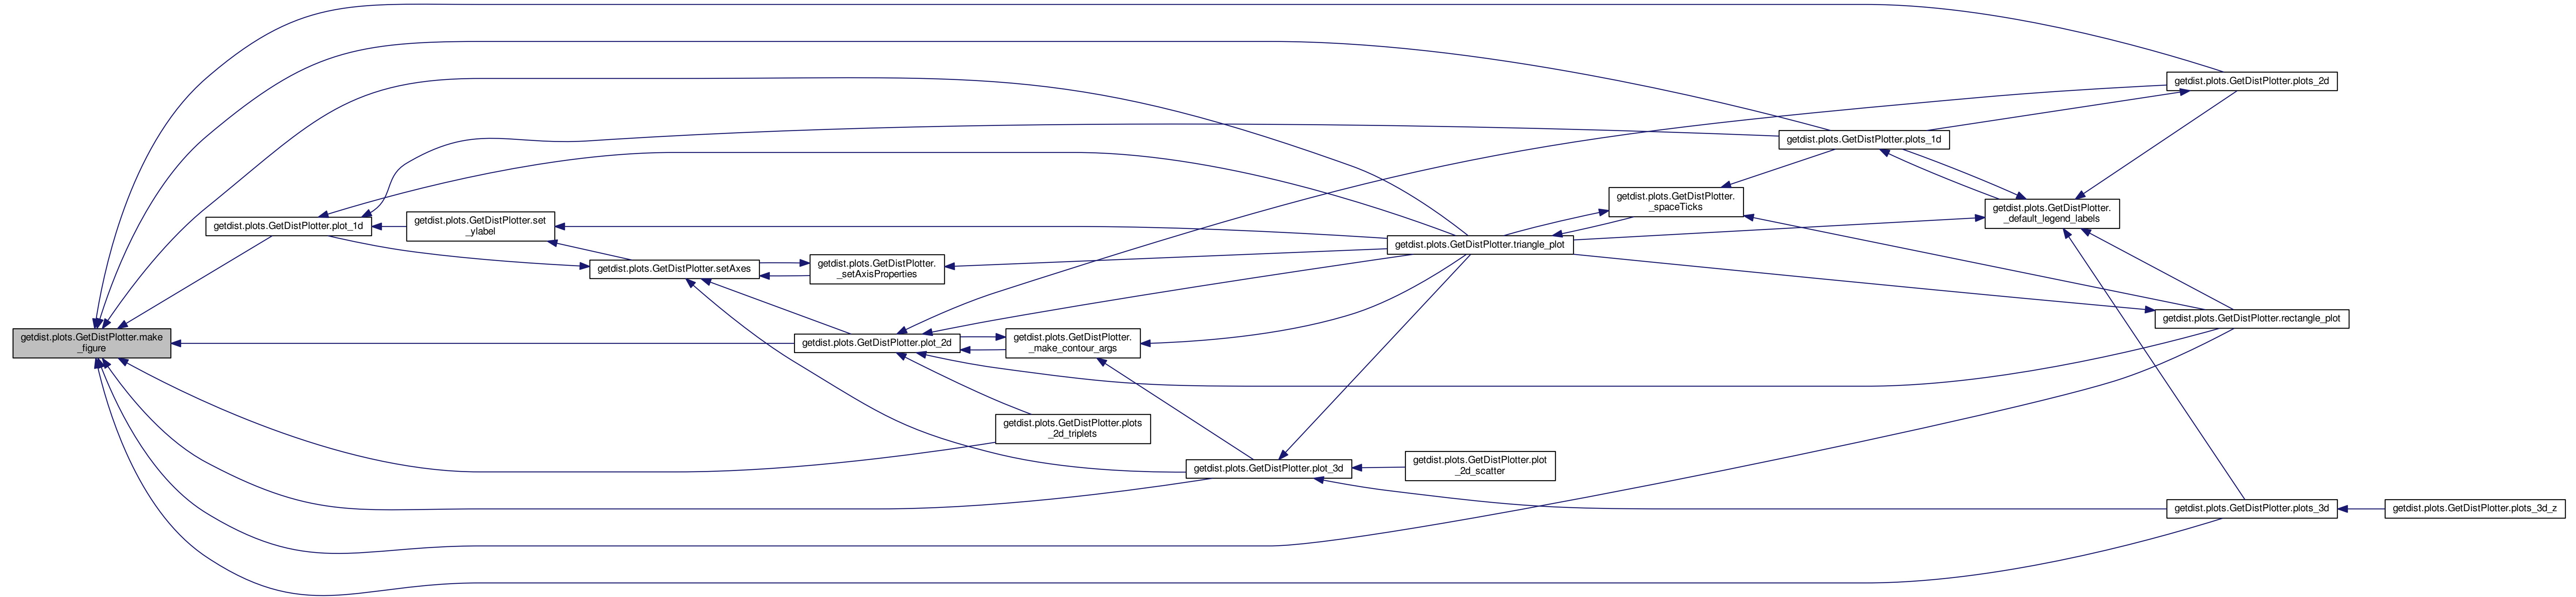 getdist.plots.GetDistPlotter.make
_figure
getdist.plots.GetDistPlotter.plot_1d
getdist.plots.GetDistPlotter.set
_ylabel
getdist.plots.GetDistPlotter.setAxes
getdist.plots.GetDistPlotter.
_setAxisProperties
getdist.plots.GetDistPlotter.plot_2d
getdist.plots.GetDistPlotter.
_make_contour_args
getdist.plots.GetDistPlotter.plots
_2d_triplets
getdist.plots.GetDistPlotter.plot_3d
getdist.plots.GetDistPlotter.triangle_plot
getdist.plots.GetDistPlotter.plot
_2d_scatter
getdist.plots.GetDistPlotter.
_spaceTicks
getdist.plots.GetDistPlotter.plots_1d
getdist.plots.GetDistPlotter.
_default_legend_labels
getdist.plots.GetDistPlotter.plots_2d
getdist.plots.GetDistPlotter.rectangle_plot
getdist.plots.GetDistPlotter.plots_3d
getdist.plots.GetDistPlotter.plots_3d_z